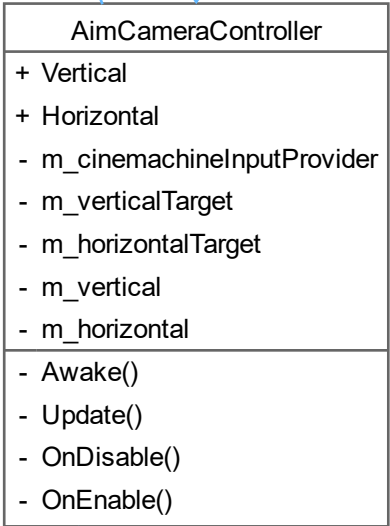 AimCameraController
+ Vertical
+ Horizontal
- m_cinemachineInputProvider
- m_verticalTarget
- m_horizontalTarget
- m_vertical
- m_horizontal
- Awake()
- Update()
- OnDisable()
- OnEnable()